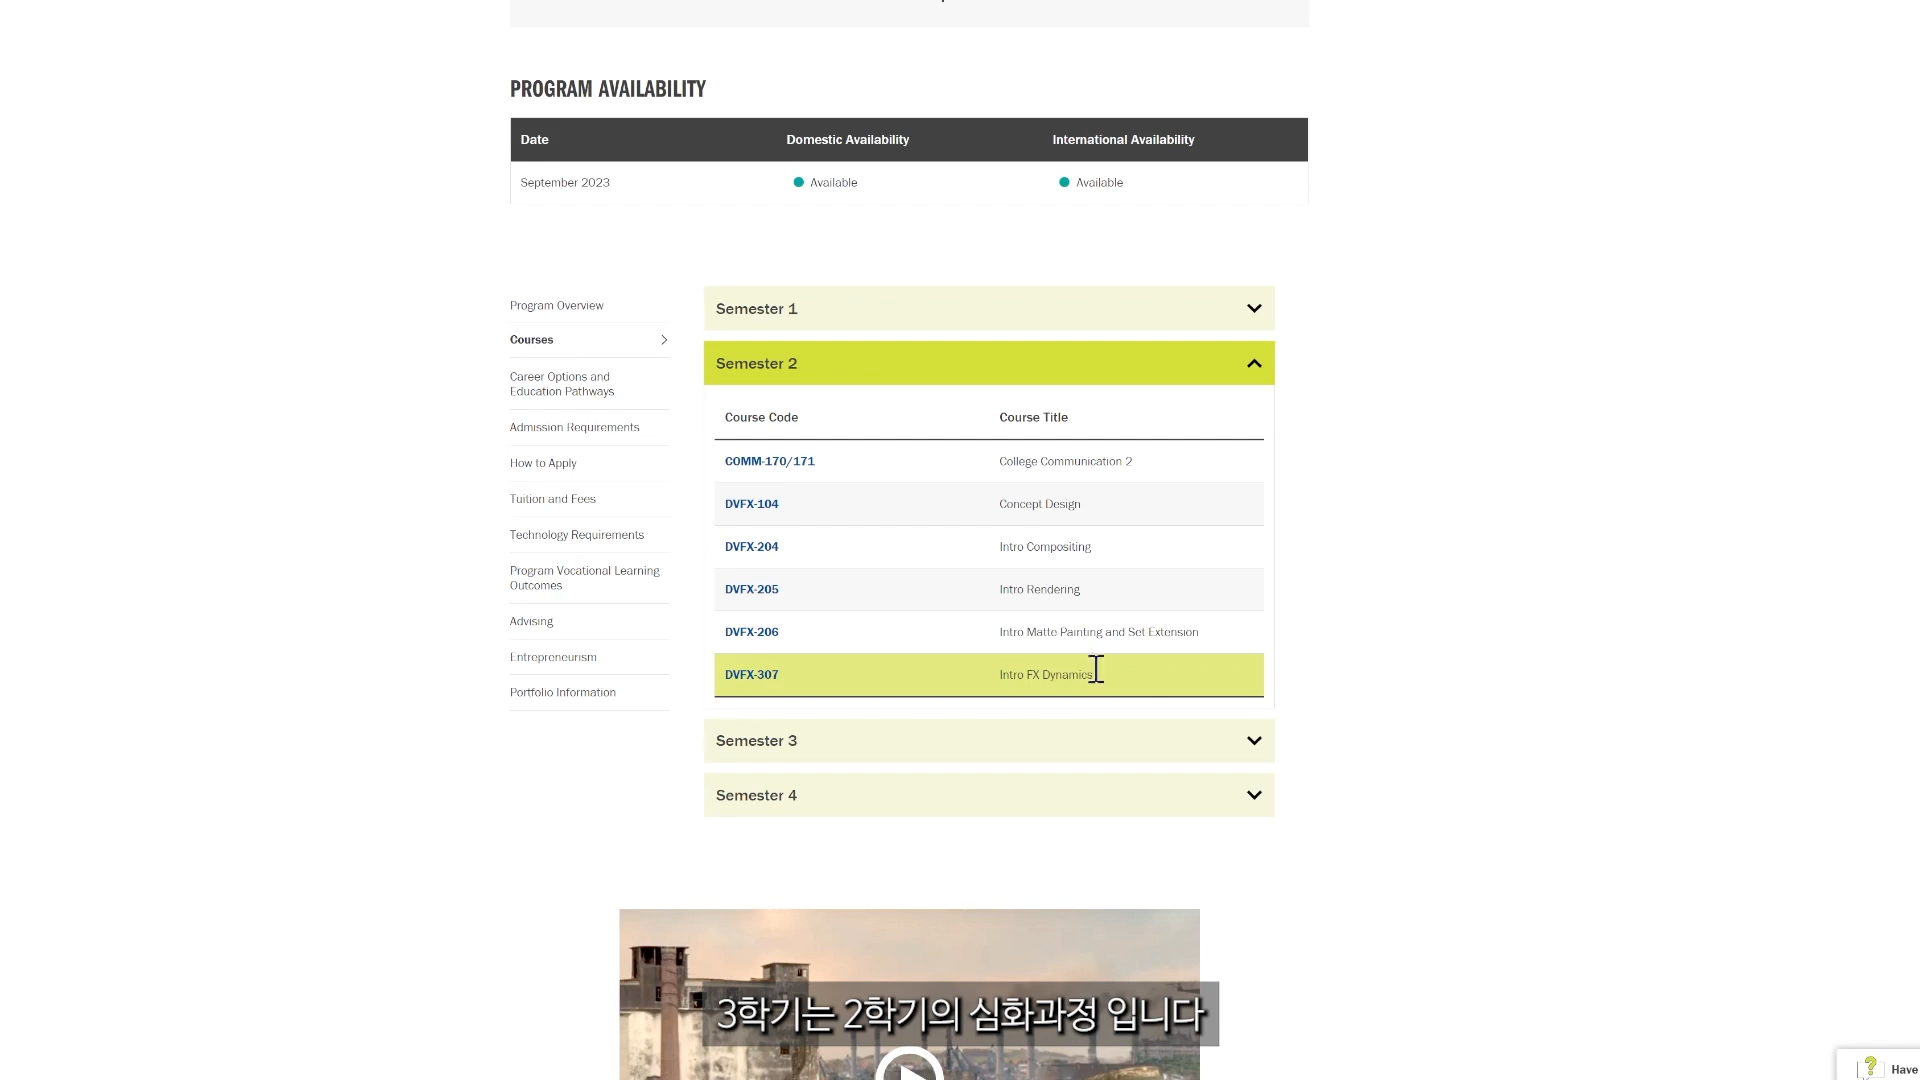 PROGRAM AVAILABILITY
Date Domestic Availability International Availability
September 2023 Available Available
Program Overview
Courses
Career Options and
Education Pathways
Admission Requirements
How to Apply
Tuition and Fees
Technology Requirements
Program Vocational Learning
Outcomes
Advising
Entrepreneurism
Portfolio Information
Semester 1
Semester 2
Course Code Course Title
COMM-170/171 College Communication 2
DVFX-104 Concept Design
DVFX-204 Intro Compositing
DVFX-205 Intro Rendering
DVFX-206 Intro Matte Painting and Set Extension
DVFX-307 Intro FX Dynamics
Semester 3
Semester 4
3학기는 2학기의 심화과정 입니다
? Have